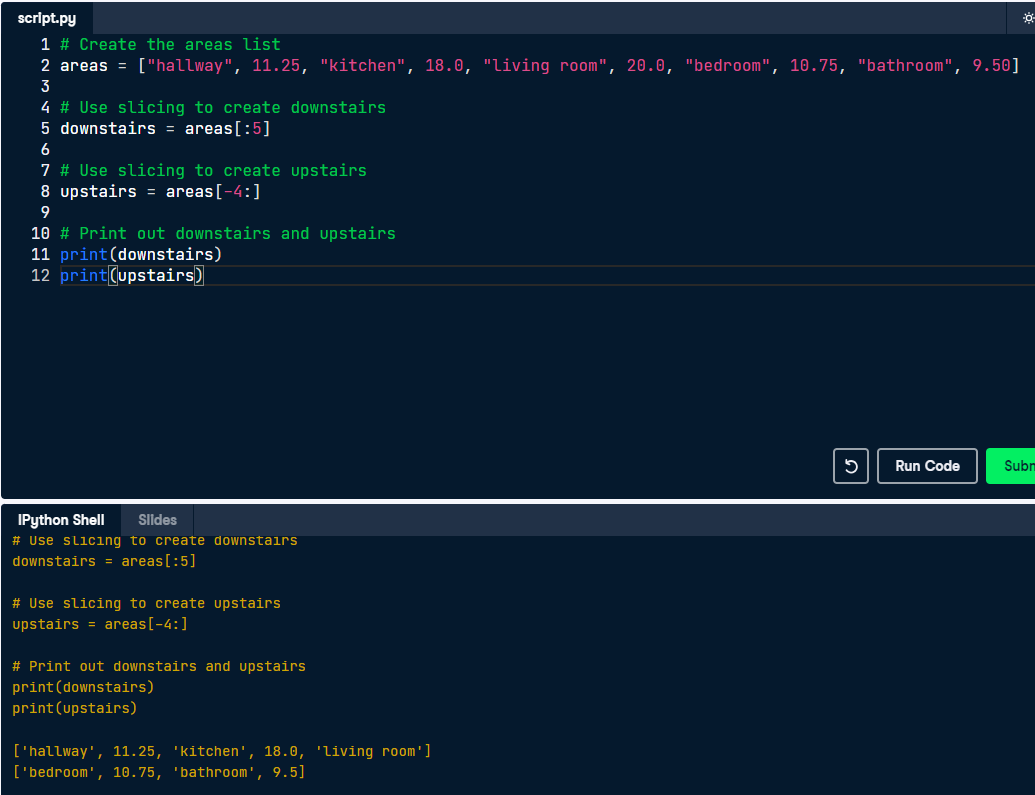 script.py
1 # Create the areas list
2 areas = ["hallway", 11.25, "kitchen", 18.0, "living room", 20.0, "bedroom", 10.75, "bathroom", 9.50]
3
4 # Use slicing to create downstairs
5 downstairs = areas[:5]
6
7 # Use slicing to create upstairs
8 upstairs = areas[-4:]
9
10 # Print out downstairs and upstairs
11 print(downstairs)
12 print(upstairs)
Run Code
Subm
IPython Shell Slides
# Use slicing to create downstairs
downstairs = areas[:5]
# Use slicing to create upstairs
upstairs = areas[-4:]
# Print out downstairs and upstairs
print(downstairs)
print(upstairs)
['hallway', 11.25, 'kitchen', 18.0, 'living room']
['bedroom', 10.75, 'bathroom', 9.5]